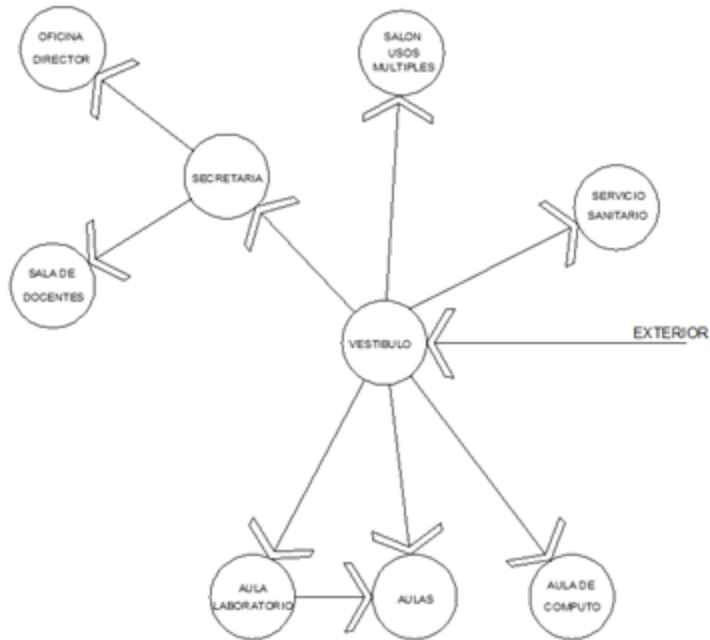 OFICINA
DIRECTOR
SALON
USOS
MULTIPLES
SECRETARIA
SERVICIO
SANITARIO
SALA DE
DOCENTES
VESTIBULO
EXTERIOR
AULA
LABORATORIO
AULAS
AULA DE
COMPUTO